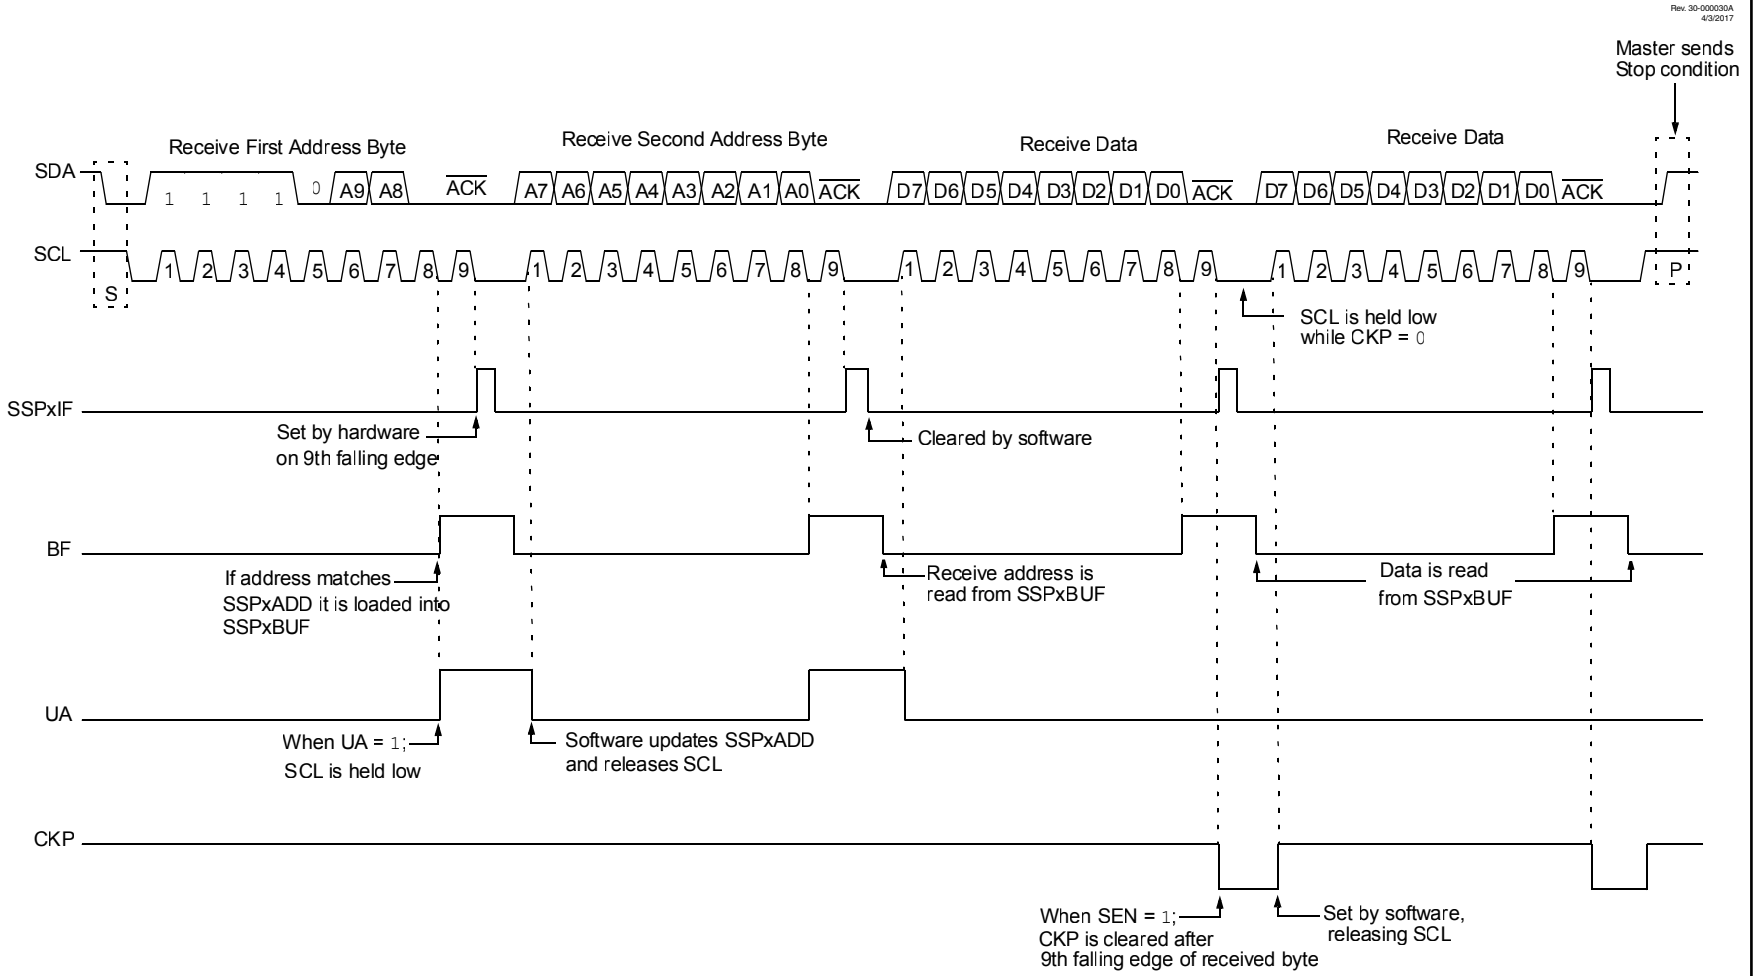 Rev. 30-000030A
4/3/2017
Master sends
Stop condition
Receive First Address Byte
Receive Second Address Byte
Receive Data
Receive Data
SDA
1 1 1 1 0 A9 A8 ACK A7 A6 A5 A4 A3 A2 A1 A0 ACK D7 D6 D5 D4 D3 D2 D1 D0 ACK D7 D6 D5 D4 D3 D2 D1 D0 ACK
SCL
S 1 2 3 4 5 6 7 8 9 1 2 3 4 5 6 7 8 9 1 2 3 4 5 6 7 8 9 1 2 3 4 5 6 7 8 9 P
SCL is held low
while CKP = 0
SSPxIF
Set by hardware
on 9th falling edge
Cleared by software
BF
If address matches
SSPxADD it is loaded into
SSPxBUF
Receive address is
read from SSPxBUF
Data is read
from SSPxBUF
UA
When UA = 1;
SCL is held low
Software updates SSPxADD
and releases SCL
CKP
When SEN = 1;
CKP is cleared after
9th falling edge of received byte
Set by software,
releasing SCL